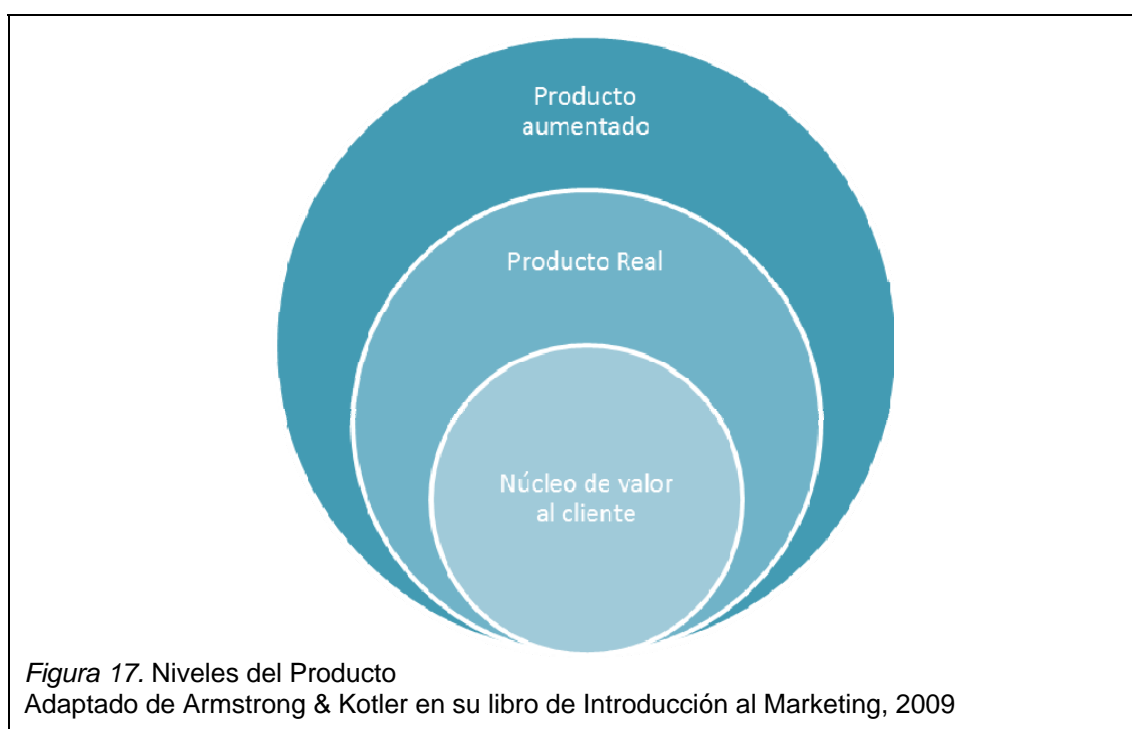 Producto
aumentado
Producto Real
Núcleo de valor
al cliente
Figura 17. Niveles del Producto
Adaptado de Armstrong & Kotler en su libro de Introducción al Marketing, 2009